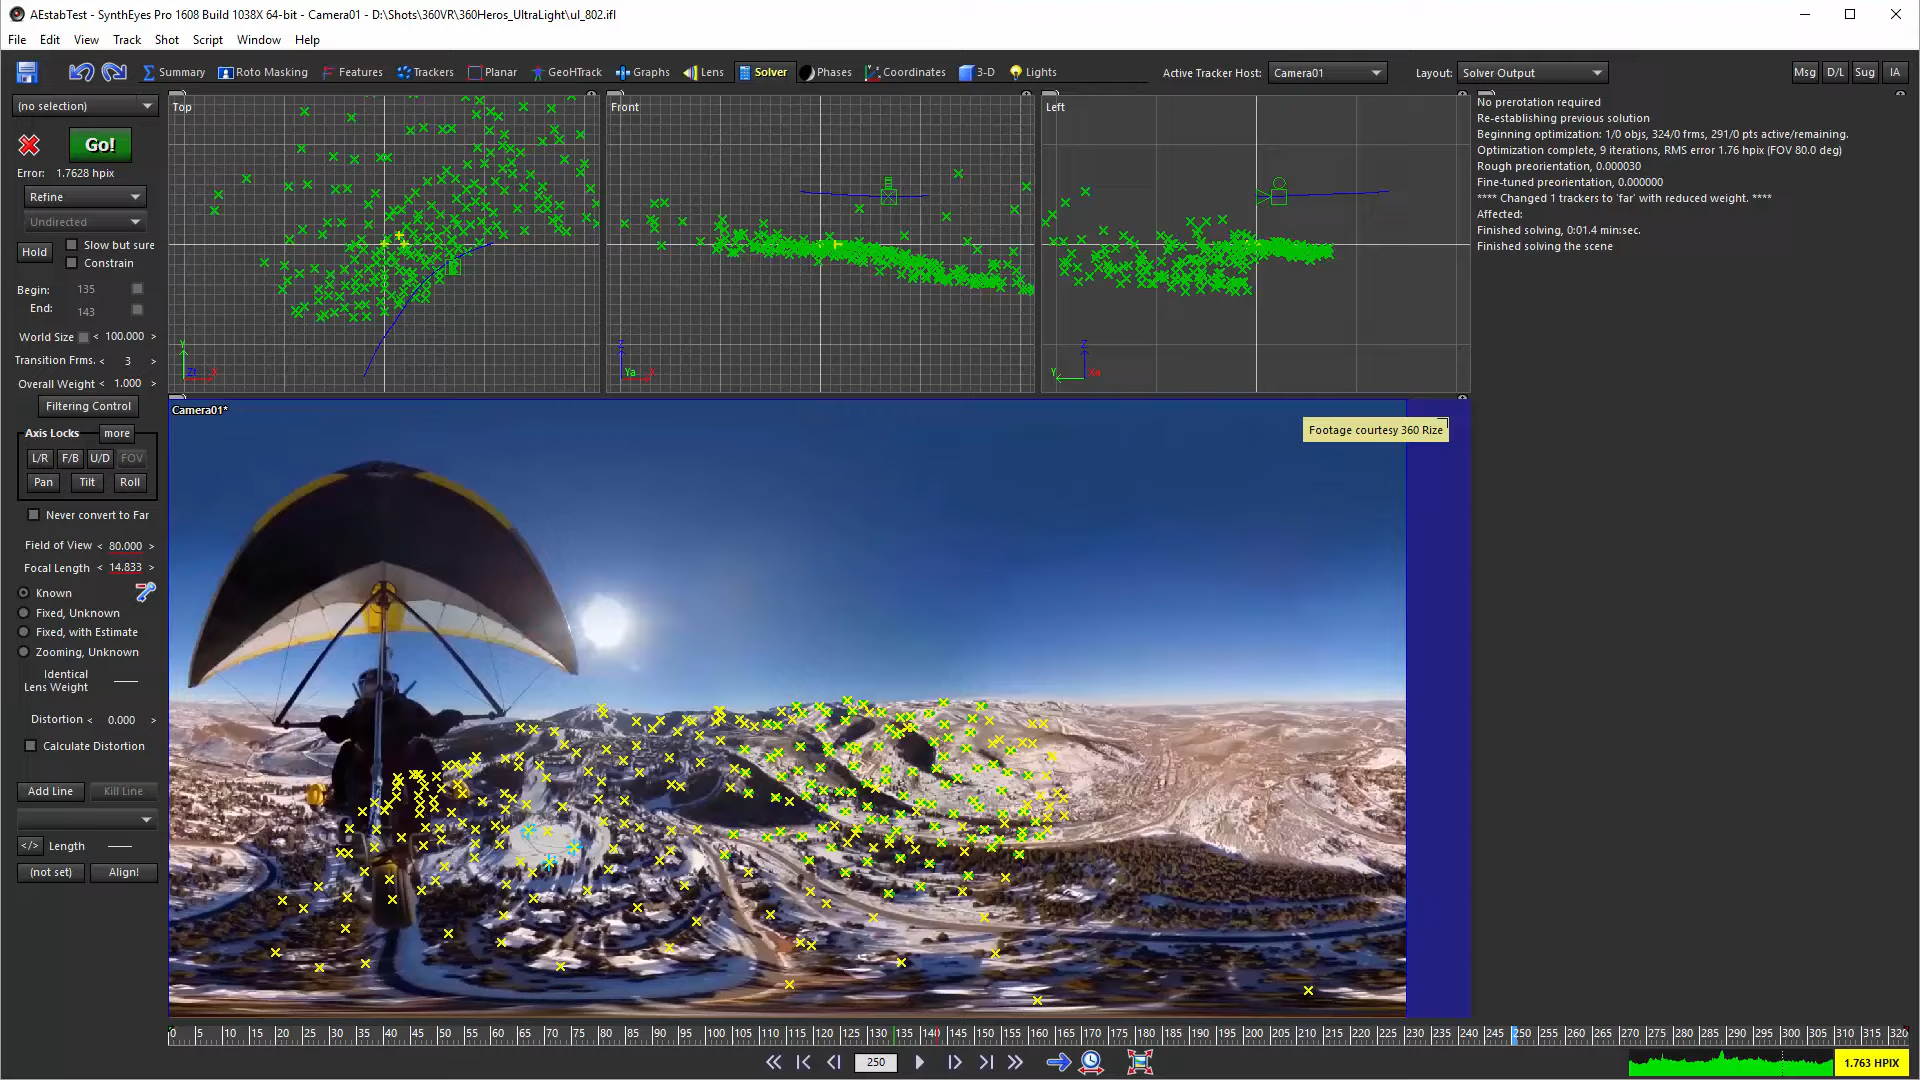 AEstabTest - SynthEyes Pro 1608 Build 1038X 64-bit - Camera01 - D:\Shots\360VR\360Heros_UltraLight\ul_802.ifl
File Edit View Track Shot Script Window Help
Summary Roto Masking Features Trackers Planar GeoHTrack Graphs Lens Solver Phases Coordinates 3-D Lights Active Tracker Host: Camera01 Layout: Solver Output Msg D/L Sug IA
(no selection)
Go!
Error: 1.7628 hpix
Refine
Undirected
Hold Slow but sure
Constrain
Begin: 135
End: 143
World Size < 100.000 >
Transition Frms. < 3 >
Overall Weight < 1.000 >
Filtering Control
Axis Locks more
L/R F/B U/D FOV
Pan Tilt Roll
Never convert to Far
Field of View < 80.000 >
Focal Length < 14.833 >
Known
Fixed, Unknown
Fixed, with Estimate
Zooming, Unknown
Identical
Lens Weight
Distortion < 0.000 >
Calculate Distortion
Add Line Kill Line
</> Length
(not set) Align!
Top
Front
Left
No prerotation required
Re-establishing previous solution
Beginning optimization: 1/0 objs, 324/0 frms, 291/0 pts active/remaining.
Optimization complete, 9 iterations, RMS error 1.76 hpix (FOV 80.0 deg)
Rough preorientation, 0.000030
Fine-tuned preorientation, 0.000000
**** Changed 1 trackers to 'far' with reduced weight. ****
Affected:
Finished solving, 0:01.4 min:sec.
Finished solving the scene
Camera01*
Footage courtesy 360 Rize
0 5 10 15 20 25 30 35 40 45 50 55 60 65 70 75 80 85 90 95 100 105 110 115 120 125 130 135 140 145 150 155 160 165 170 175 180 185 190 195 200 205 210 215 220 225 230 235 240 245 250 255 260 265 270 275 280 285 290 295 300 305 310 315 320
250
1.763 HPIX